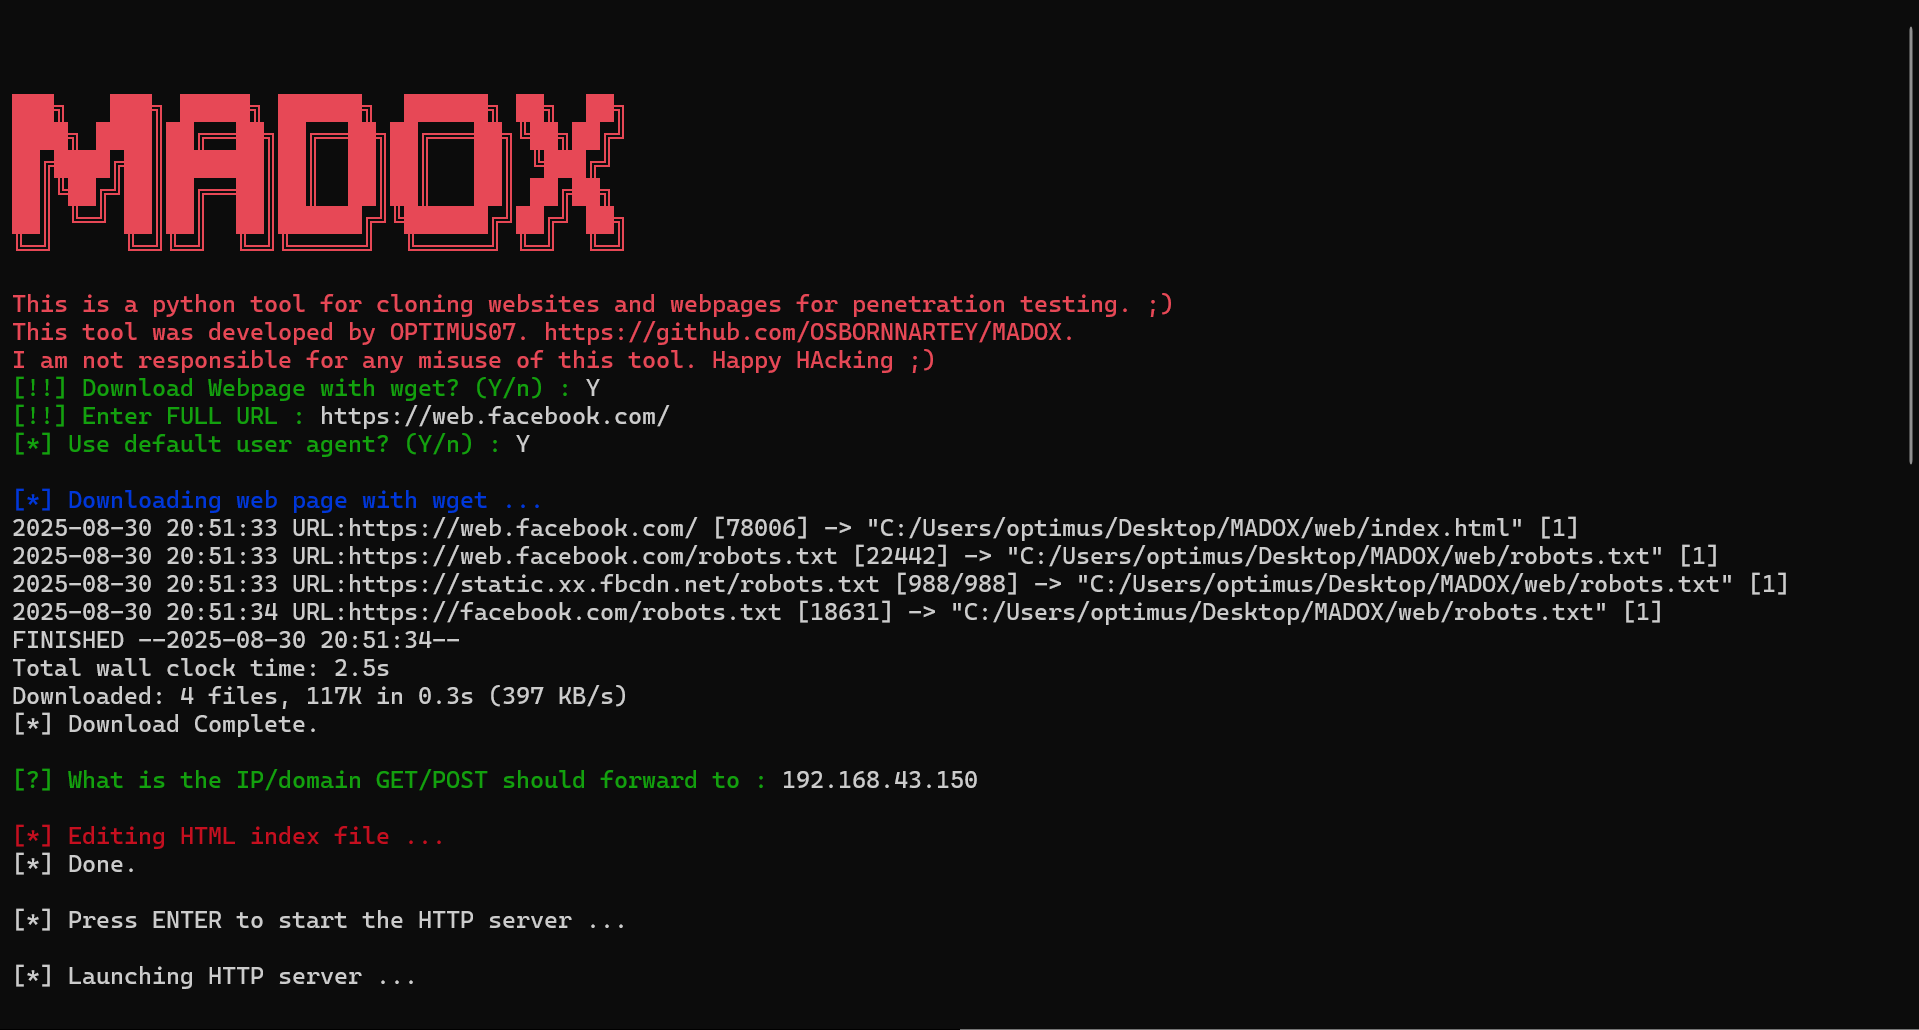 MADOX
This is a python tool for cloning websites and webpages for penetration testing. ;)
This tool was developed by OPTIMUS07. https://github.com/OSBORNNARTEY/MADOX.
I am not responsible for any misuse of this tool. Happy HAcking ;)
[!!] Download Webpage with wget? (Y/n) : Y
[!!] Enter FULL URL : https://web.facebook.com/
[*] Use default user agent? (Y/n) : Y
[*] Downloading web page with wget ...
2025-08-30 20:51:33 URL:https://web.facebook.com/ [78006] -> "C:/Users/optimus/Desktop/MADOX/web/index.html" [1]
2025-08-30 20:51:33 URL:https://web.facebook.com/robots.txt [22442] -> "C:/Users/optimus/Desktop/MADOX/web/robots.txt" [1]
2025-08-30 20:51:33 URL:https://static.xx.fbcdn.net/robots.txt [988/988] -> "C:/Users/optimus/Desktop/MADOX/web/robots.txt" [1]
2025-08-30 20:51:34 URL:https://facebook.com/robots.txt [18631] -> "C:/Users/optimus/Desktop/MADOX/web/robots.txt" [1]
FINISHED --2025-08-30 20:51:34--
Total wall clock time: 2.5s
Downloaded: 4 files, 117K in 0.3s (397 KB/s)
[*] Download Complete.
[?] What is the IP/domain GET/POST should forward to : 192.168.43.150
[*] Editing HTML index file ...
[*] Done.
[*] Press ENTER to start the HTTP server ...
[*] Launching HTTP server ...